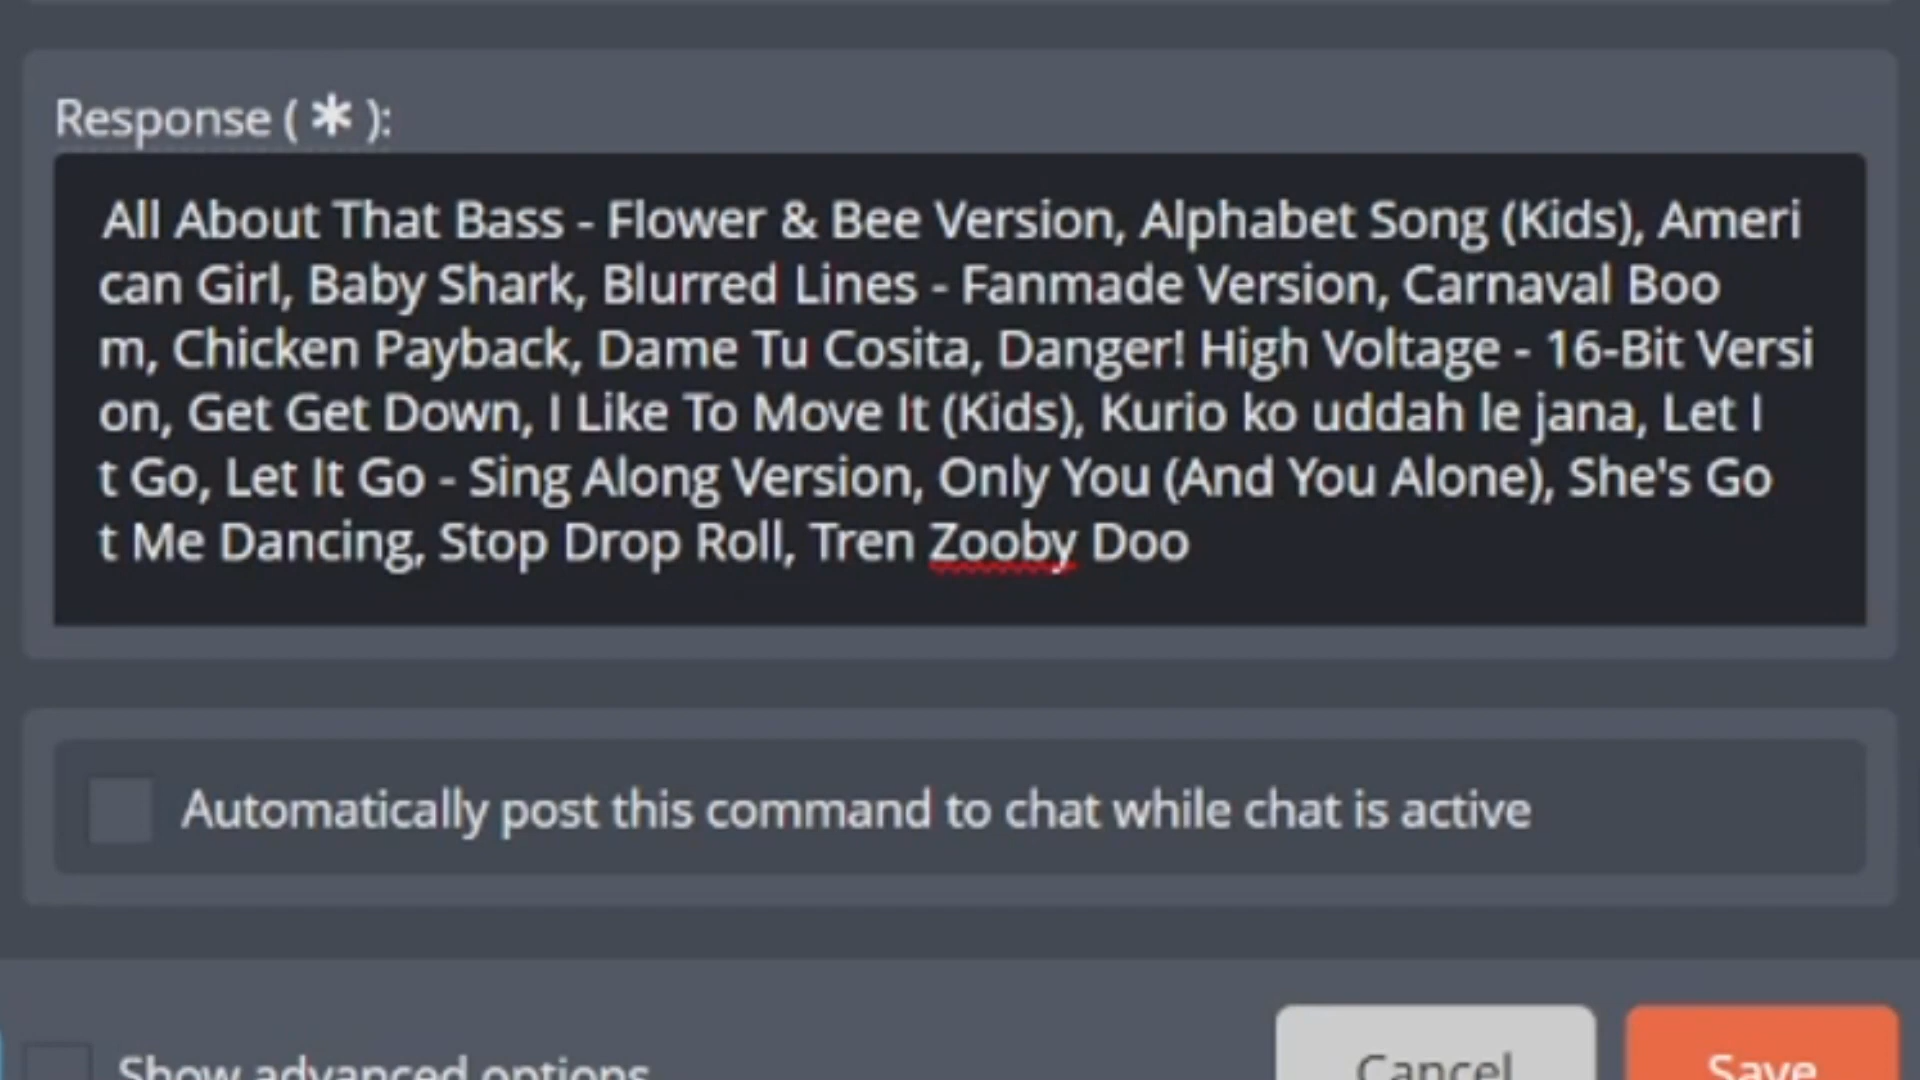 Response ( * ):
All About That Bass - Flower & Bee Version, Alphabet Song (Kids), Ameri
can Girl, Baby Shark, Blurred Lines - Fanmade Version, Carnaval Boo
m, Chicken Payback, Dame Tu Cosita, Danger! High Voltage - 16-Bit Versi
on, Get Get Down, I Like To Move It (Kids), Kurio ko uddah le jana, Let I
t Go, Let It Go - Sing Along Version, Only You (And You Alone), She's Go
t Me Dancing, Stop Drop Roll, Tren Zooby Doo
Automatically post this command to chat while chat is active
Show advanced options
Cancel
Save